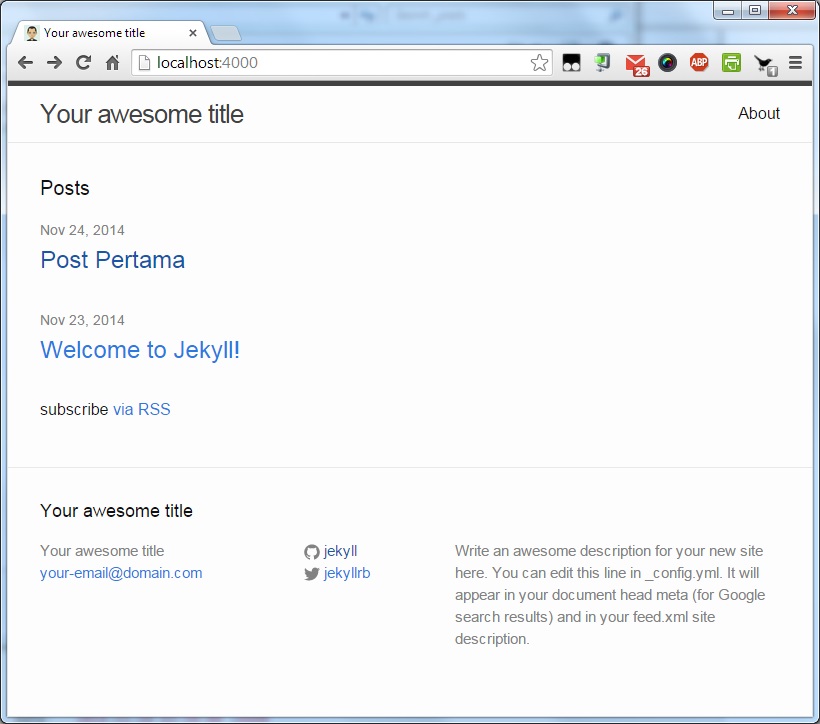 Your awesome title
localhost:4000
26
ABP
1
Your awesome title
About
Posts
Nov 24, 2014
Post Pertama
Nov 23, 2014
Welcome to Jekyll!
subscribe via RSS
Your awesome title
Your awesome title
your-email@domain.com
jekyll
jekyllrb
Write an awesome description for your new site
here. You can edit this line in _config.yml. It will
appear in your document head meta (for Google
search results) and in your feed.xml site
description.